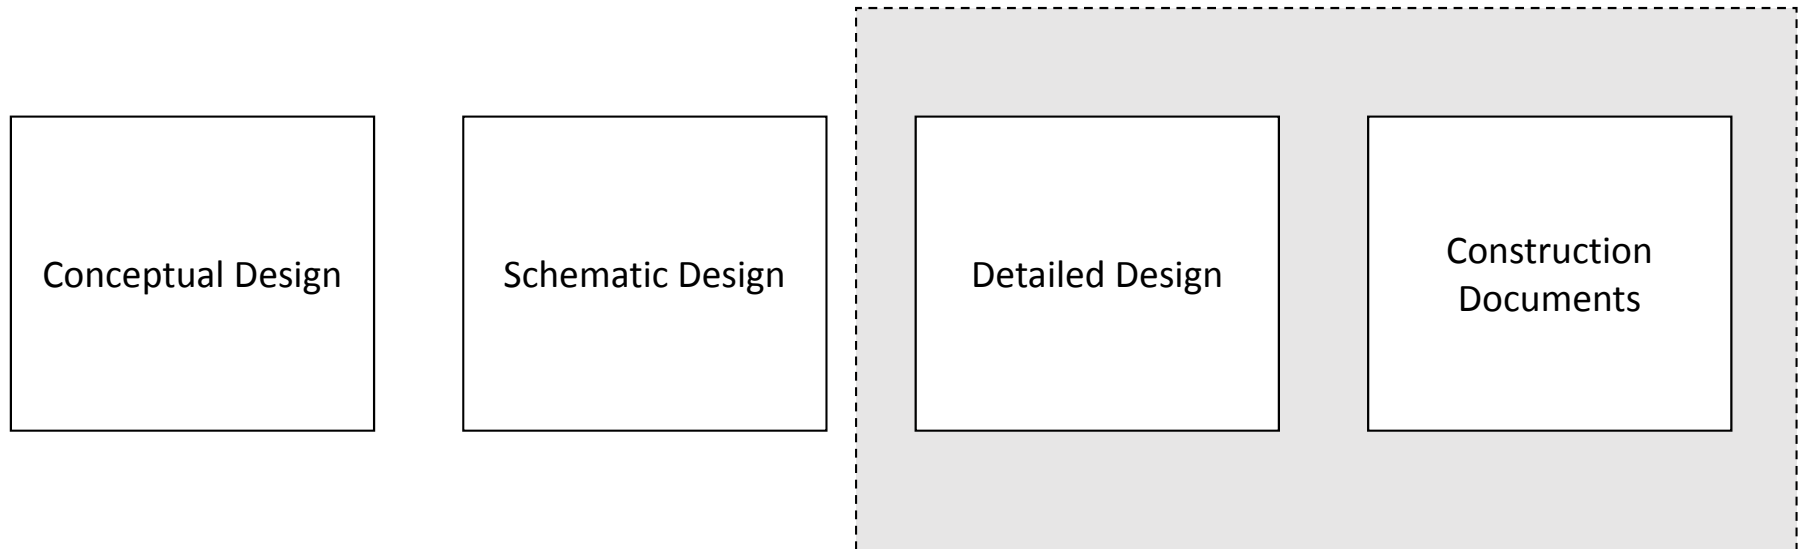 Conceptual Design
Schematic Design
Detailed Design
Construction
Documents